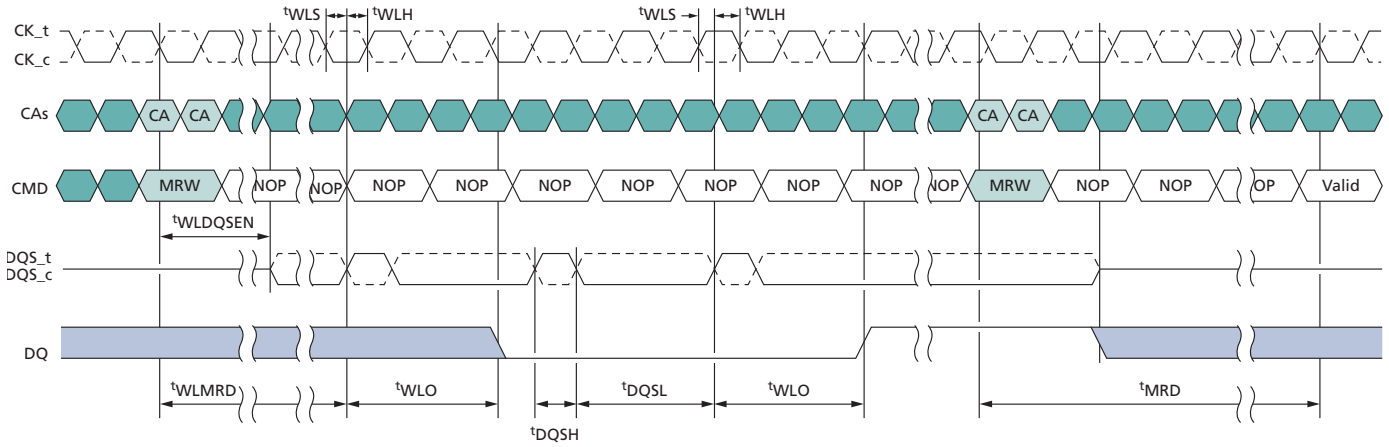 tWLS tWLH tWLS tWLH
CK_t
CK_c
CAs CA CA CA CA
CMD MRW NOP NOP NOP NOP NOP NOP NOP NOP NOP NOP MRW NOP NOP OP Valid
tWLDQSEN
DQS_t
DQS_c
DQ
tWLMRD tWLO tDQSL tWLO tMRD
tDQSH